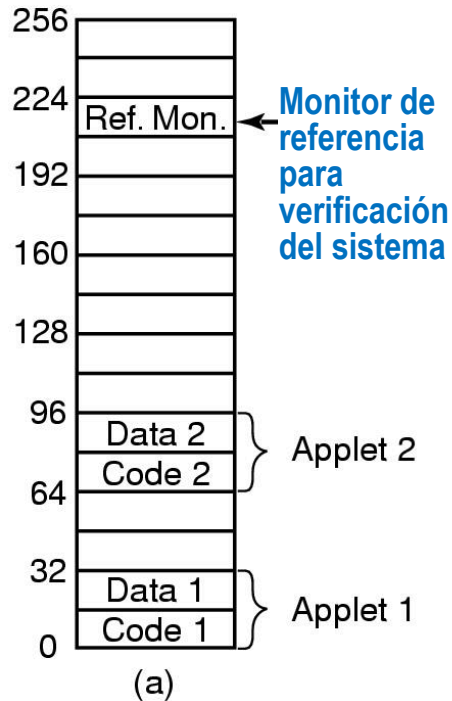 256
224
Ref. Mon.
Monitor de
referencia
para
verificación
del sistema
192
160
128
96
Data 2
Code 2
Applet 2
64
32
Data 1
Code 1
Applet 1
0
(a)